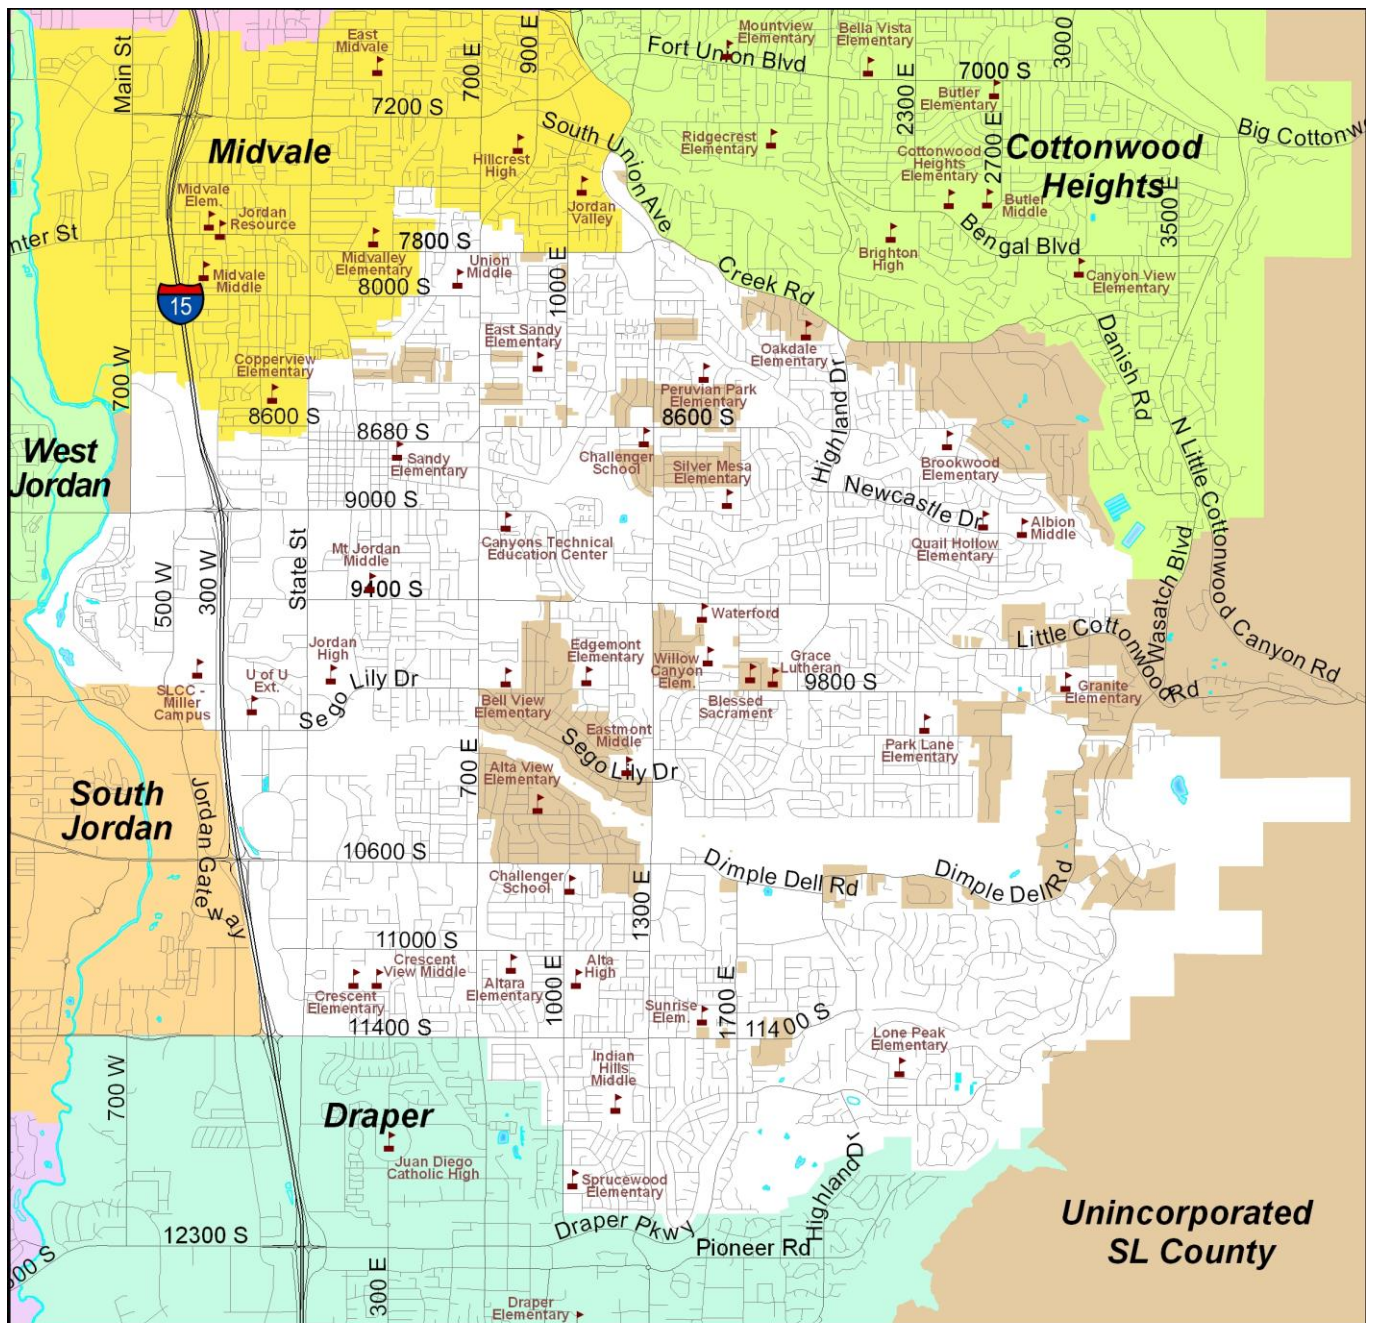 Main St
East
Midvale
700 E
900 E
Mountview
Elementary
Fort Union Blvd
Bella Vista
Elementary
2300 E
3000
7000 S
7200 S
Midvale
South Union Ave
Hillcrest
High
Ridgecrest
Elementary
Butler
Elementary
2700 E
Cottonwood
Heights
Elementary
Cottonwood
Heights
Big Cottonw
Midvale
Elem.
Jordan
Resource
Jordan
Valley
Butler
Middle
Bengal Blvd
3500 E
nter St
Midvalley
Elementary
7800 S
Union
Middle
1000 E
Brighton
High
Canyon View
Elementary
Midvale
Middle
15
8000 S
Creek Rd
East Sandy
Elementary
Oakdale
Elementary
Danish Rd
700 W
Copperview
Elementary
8600 S
8680 S
Peruvian Park
Elementary
8600 S
Highland Dr
N Little Cottonwood Canyon Rd
West
Jordan
Sandy
Elementary
Challenger
School
Silver Mesa
Elementary
Brookwood
Elementary
9000 S
Newcastle Dr
Canyons Technical
Education Center
Quail Hollow
Elementary
Albion
Middle
500 W
300 W
State St
Mt Jordan
Middle
9400 S
Wasatch Blvd
Waterford
Little Cottonwood Rd
SLCC -
Miller
Campus
U of U
Ext.
Jordan
High
Sego Lily Dr
Bell View
Elementary
Edgemont
Elementary
Willow
Canyon
Elem.
Grace
Lutheran
9800 S
Blessed
Sacrament
Granite
Elementary
Eastmont
Middle
Sego Lily Dr
Park Lane
Elementary
South
Jordan
Jordan Gateway
700 E
Alta View
Elementary
10600 S
Challenger
School
1300 E
Dimple Dell Rd
Dimple Dell Rd
11000 S
Crescent
View Middle
Crescent
Elementary
Altara
Elementary
1000 E
Alta
High
Sunrise
Elem.
1700 E
11400 S
11400 S
Lone Peak
Elementary
700 W
Indian
Hills
Middle
Draper
Juan Diego
Catholic High
Sprucewood
Elementary
Highland Dr
12300 S
Draper Pkwy
Pioneer Rd
Unincorporated
SL County
00 S
300 E
Draper
Elementary